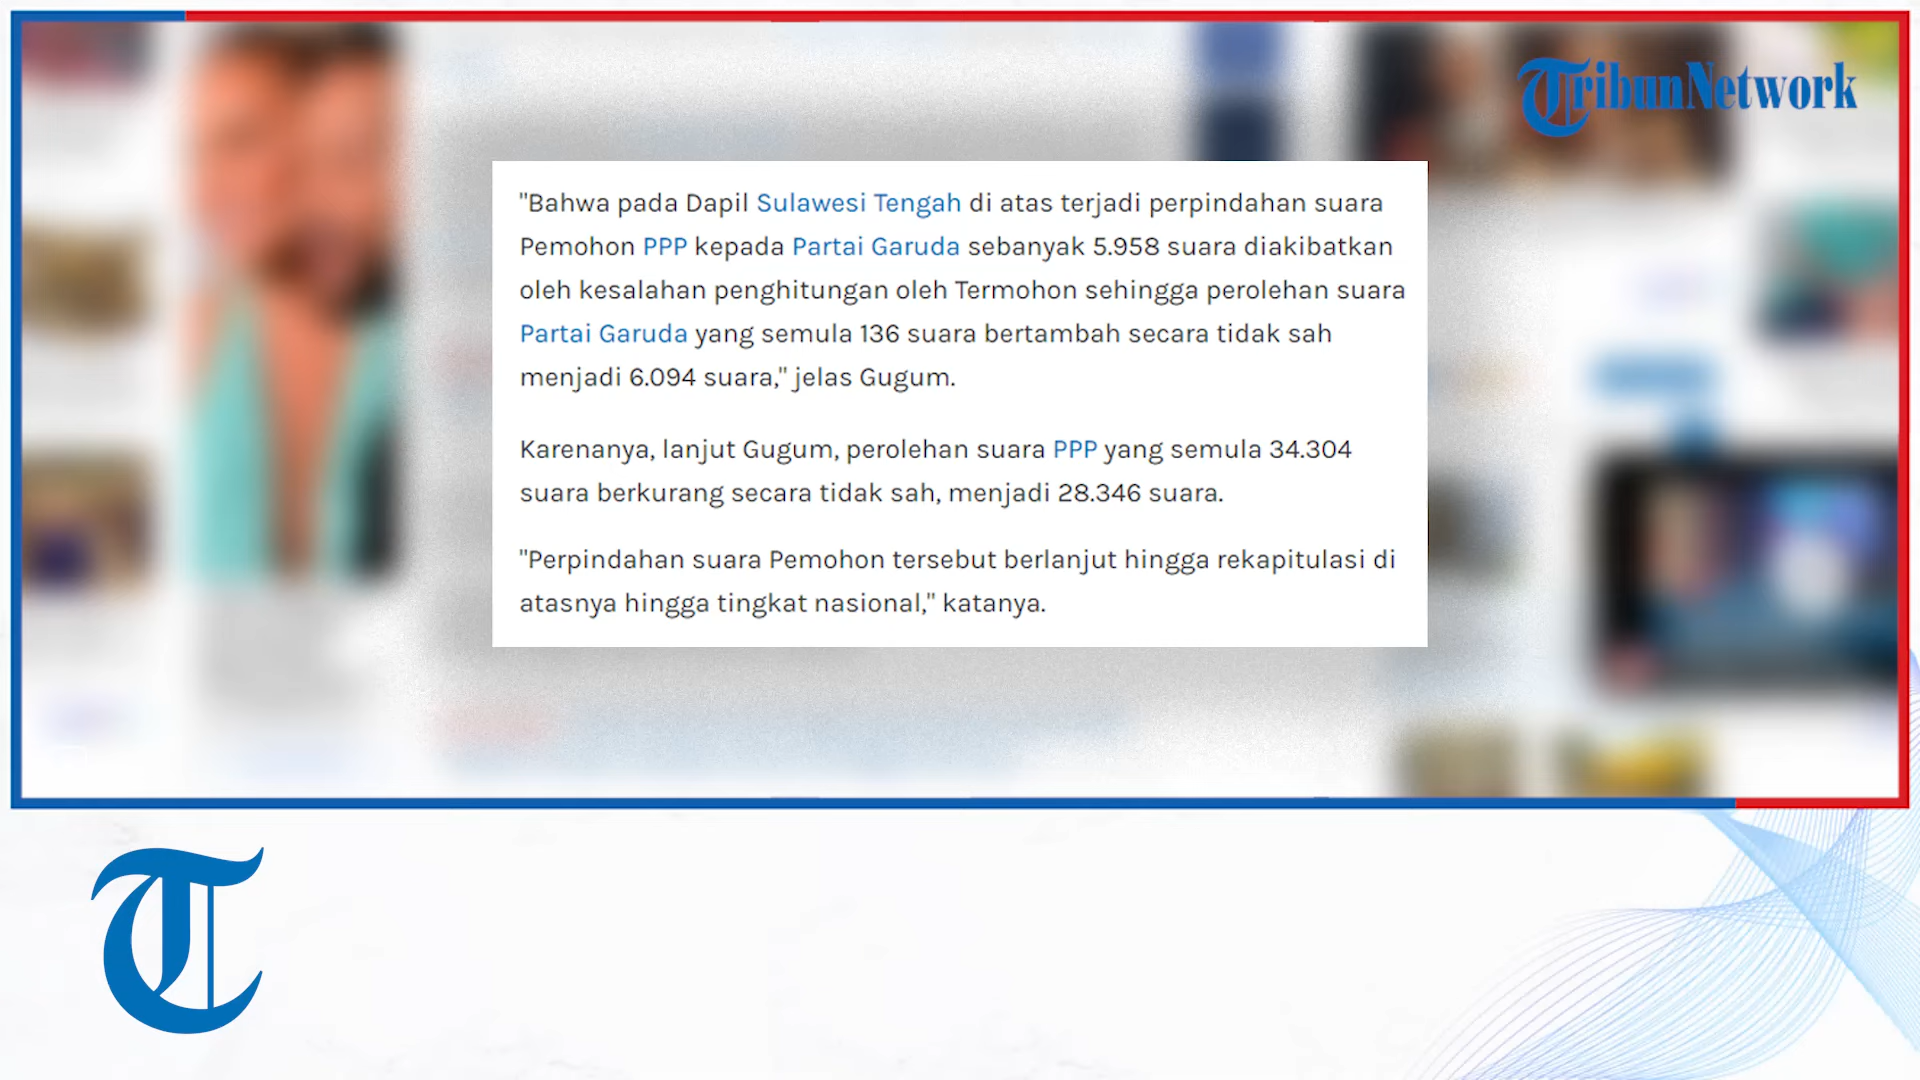 TribunNetwork
"Bahwa pada Dapil Sulawesi Tengah di atas terjadi perpindahan suara
Pemohon PPP kepada Partai Garuda sebanyak 5.958 suara diakibatkan
oleh kesalahan penghitungan oleh Termohon sehingga perolehan suara
Partai Garuda yang semula 136 suara bertambah secara tidak sah
menjadi 6.094 suara," jelas Gugum.
Karenanya, lanjut Gugum, perolehan suara PPP yang semula 34.304
suara berkurang secara tidak sah, menjadi 28.346 suara.
"Perpindahan suara Pemohon tersebut berlanjut hingga rekapitulasi di
atasnya hingga tingkat nasional," katanya.
T